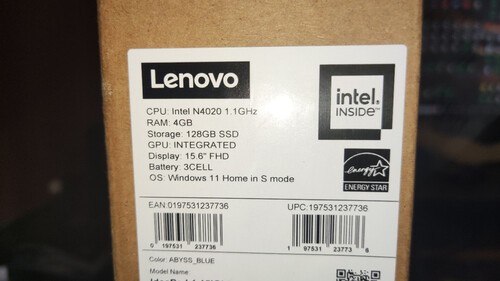 Lenovo
CPU: Intel N4020 1.1GHz
RAM: 4GB
Storage: 128GB SSD
GPU: INTEGRATED
Display: 15.6" FHD
Battery: 3CELL
OS: Windows 11 Home in S mode
intel.
INSIDE™
energy
ENERGY STAR
EAN:0197531237736
UPC:197531237736
0 197531 237736
1 97531 23773 6
Color: ABYSS_BLUE
Model Name: